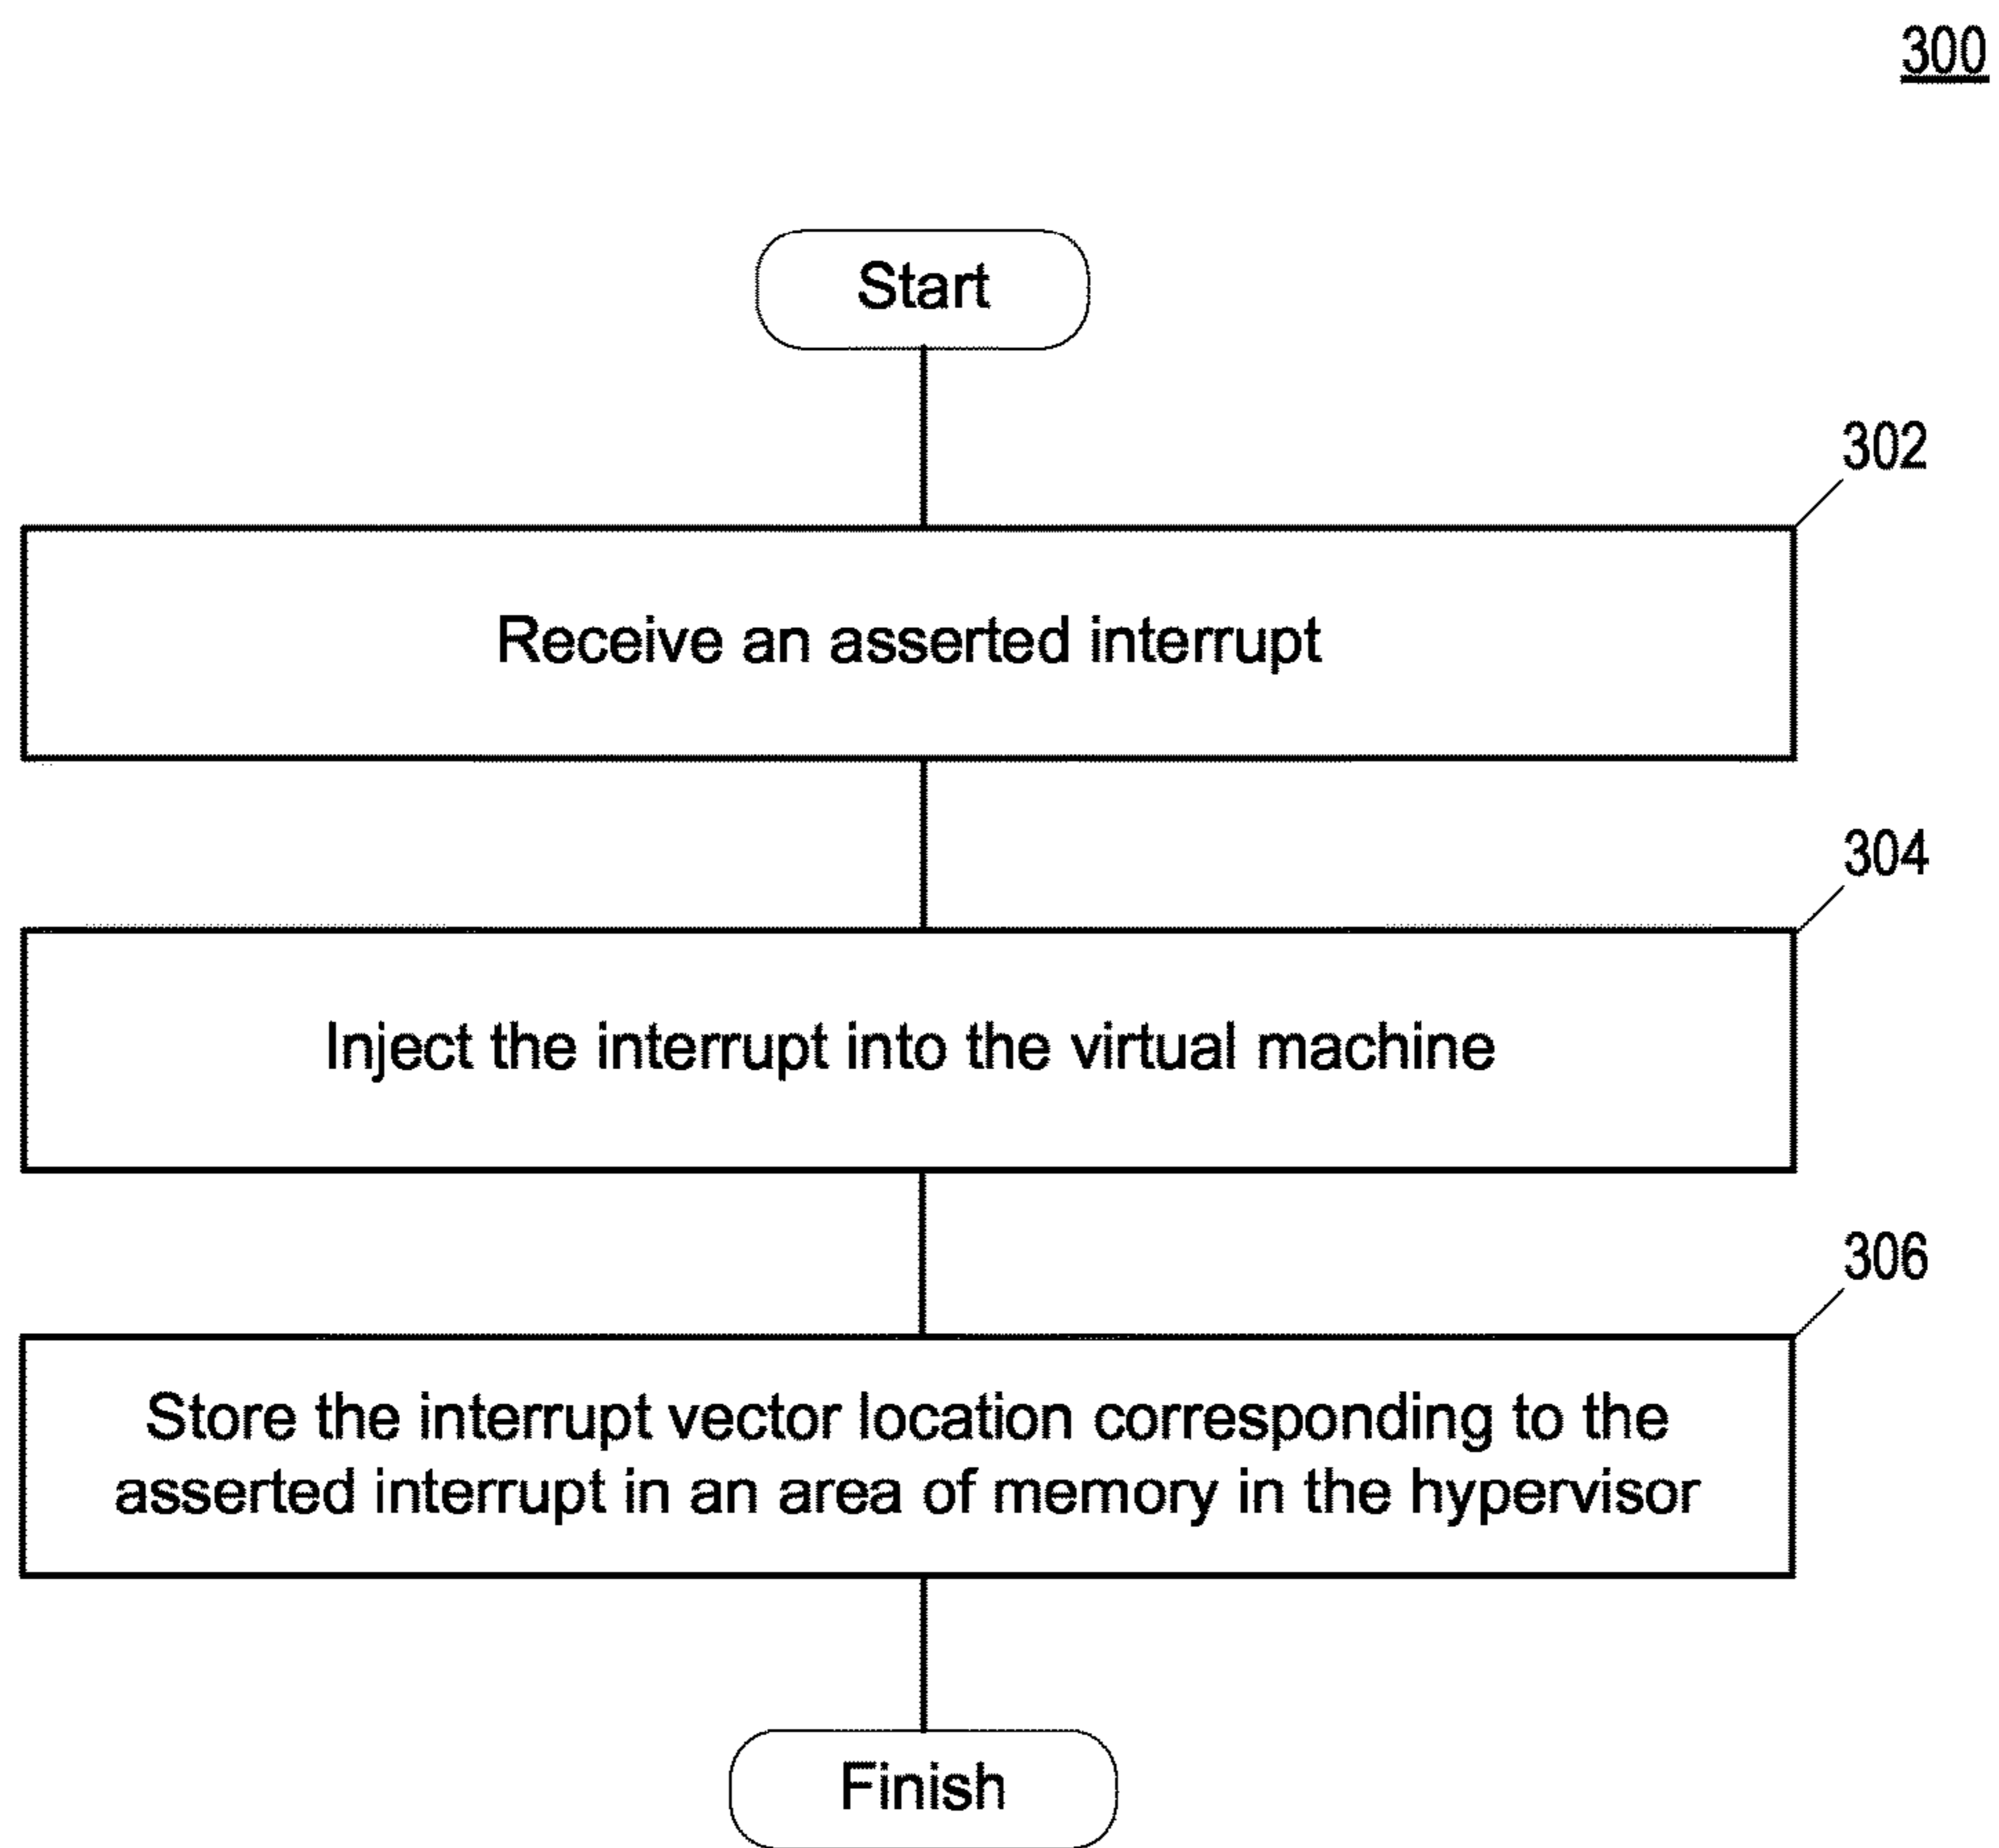 300
Start
302
Receive an asserted interrupt
304
Inject the interrupt into the virtual machine
306
Store the interrupt vector location corresponding to the
asserted interrupt in an area of memory in the hypervisor
Finish